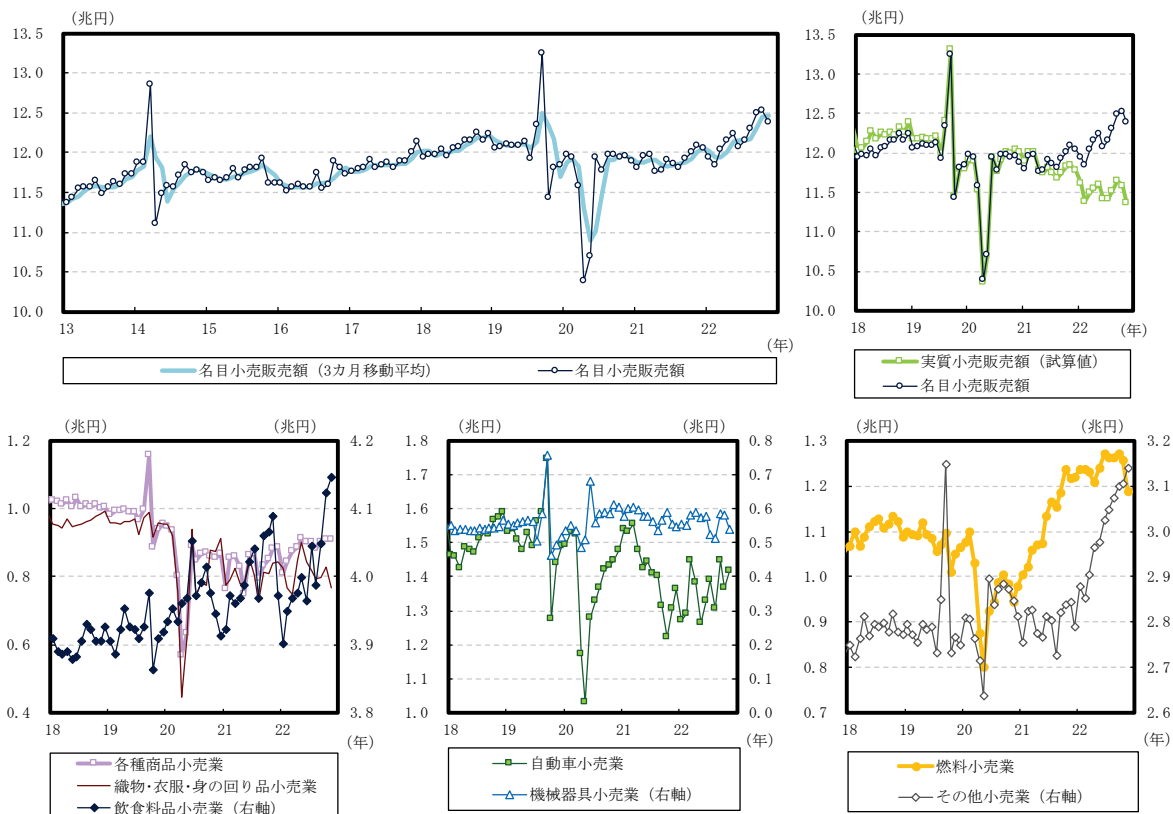 （兆円）
13.5
13.0
12.5
12.0
11.5
11.0
10.5
10.0
13 14 15 16 17 18 19 20 21 22
（年）
名目小売販売額（3カ月移動平均） 名目小売販売額
（兆円）
13.5
13.0
12.5
12.0
11.5
11.0
10.5
10.0
18 19 20 21 22
（年）
実質小売販売額（試算値）
名目小売販売額
（兆円） （兆円）
1.2 4.2
1.0 4.1
0.8 4.0
0.6 3.9
0.4 3.8
18 19 20 21 22
（年）
各種商品小売業
織物・衣服・身の回り品小売業
飲食料品小売業（右軸）
（兆円） （兆円）
1.8 0.8
1.7 0.7
1.6 0.6
1.5 0.5
1.4 0.4
1.3 0.3
1.2 0.2
1.1 0.1
1.0 0.0
18 19 20 21 22
（年）
自動車小売業
機械器具小売業（右軸）
（兆円） （兆円）
1.3 3.2
1.2 3.1
1.1 3.0
1.0 2.9
0.9 2.8
0.8 2.7
0.7 2.6
18 19 20 21 22
（年）
燃料小売業
その他小売業（右軸）